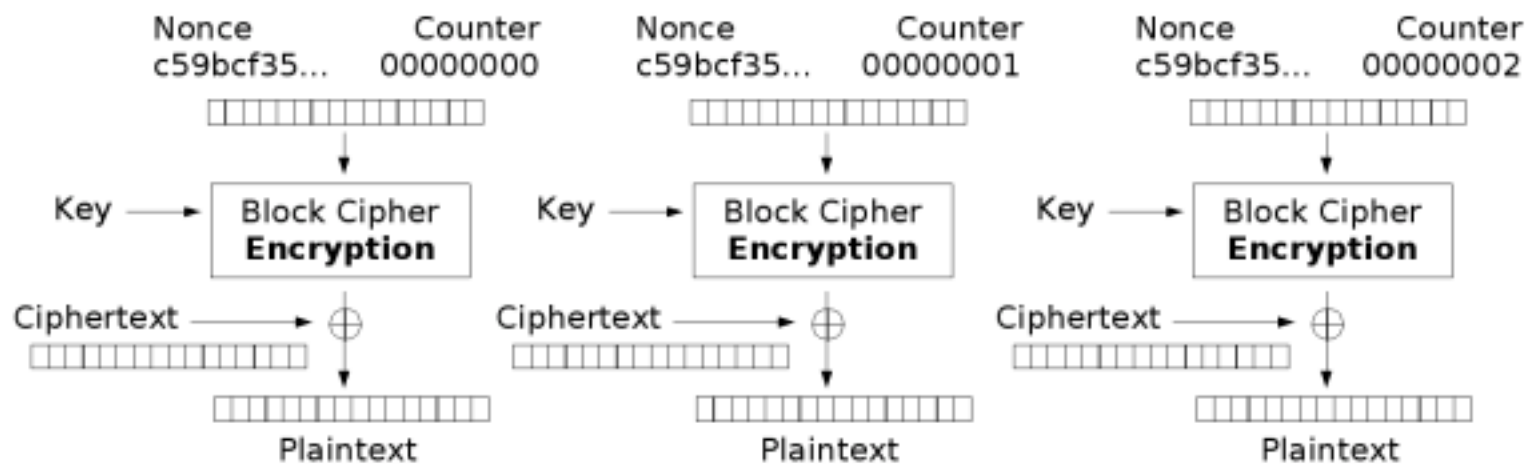 Nonce Counter
c59bcf35... 00000000
Key
Block Cipher
Encryption
Ciphertext
Plaintext
Nonce Counter
c59bcf35... 00000001
Key
Block Cipher
Encryption
Ciphertext
Plaintext
Nonce Counter
c59bcf35... 00000002
Key
Block Cipher
Encryption
Ciphertext
Plaintext